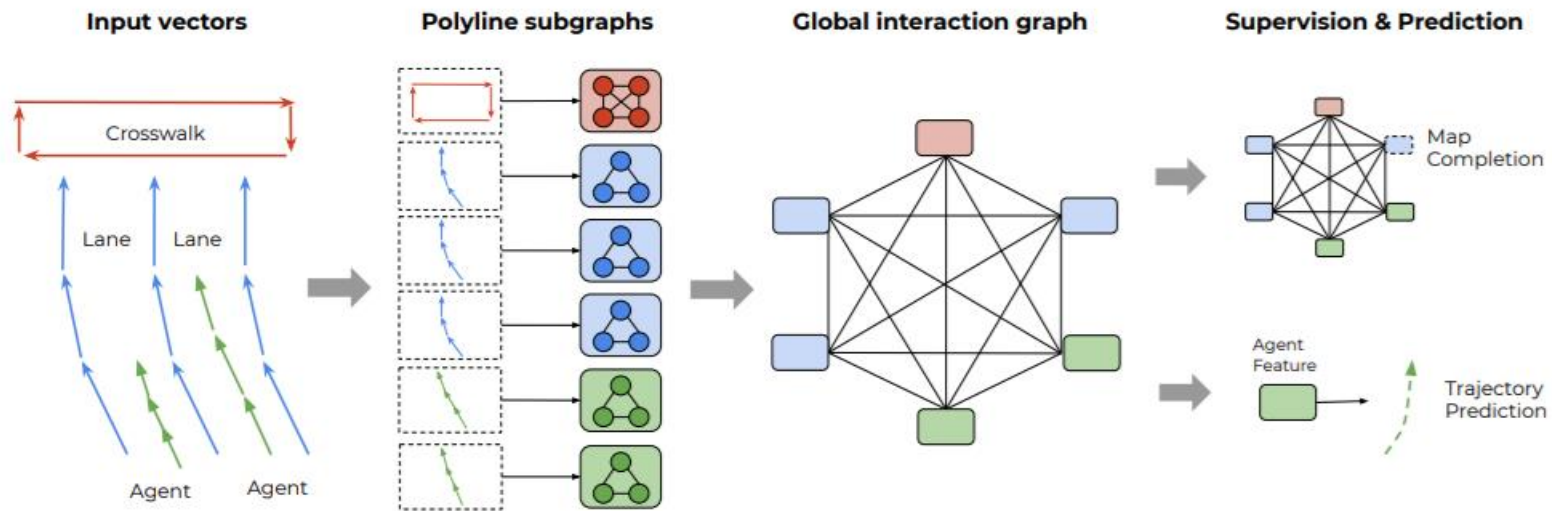 Input vectors
Polyline subgraphs
Global interaction graph
Supervision & Prediction
Crosswalk
Lane
Lane
Agent
Agent
Map
Completion
Agent
Feature
Trajectory
Prediction